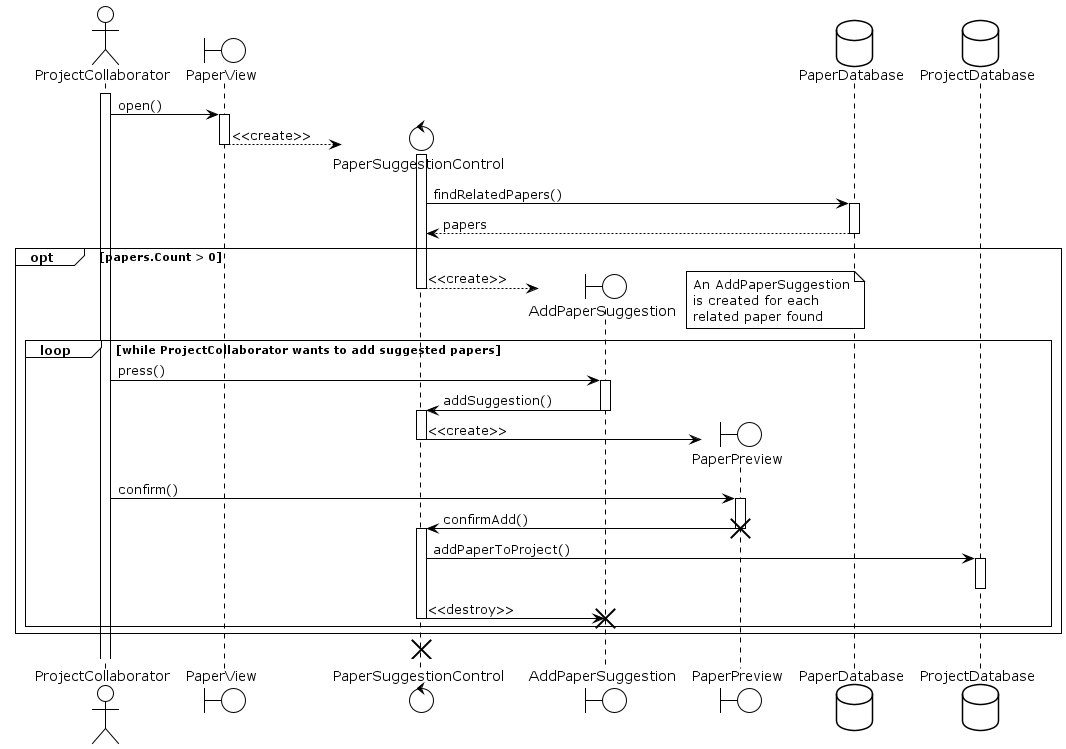 ProjectCollaborator PaperView PaperDatabase ProjectDatabase
open()
<<create>>
PaperSuggestionControl
findRelatedPapers()
papers
opt [papers.Count > 0]
<<create>>
AddPaperSuggestion
An AddPaperSuggestion
is created for each
related paper found
loop [while ProjectCollaborator wants to add suggested papers]
press()
addSuggestion()
<<create>>
PaperPreview
confirm()
confirmAdd()
addPaperToProject()
<<destroy>>
ProjectCollaborator PaperView PaperSuggestionControl AddPaperSuggestion PaperPreview PaperDatabase ProjectDatabase